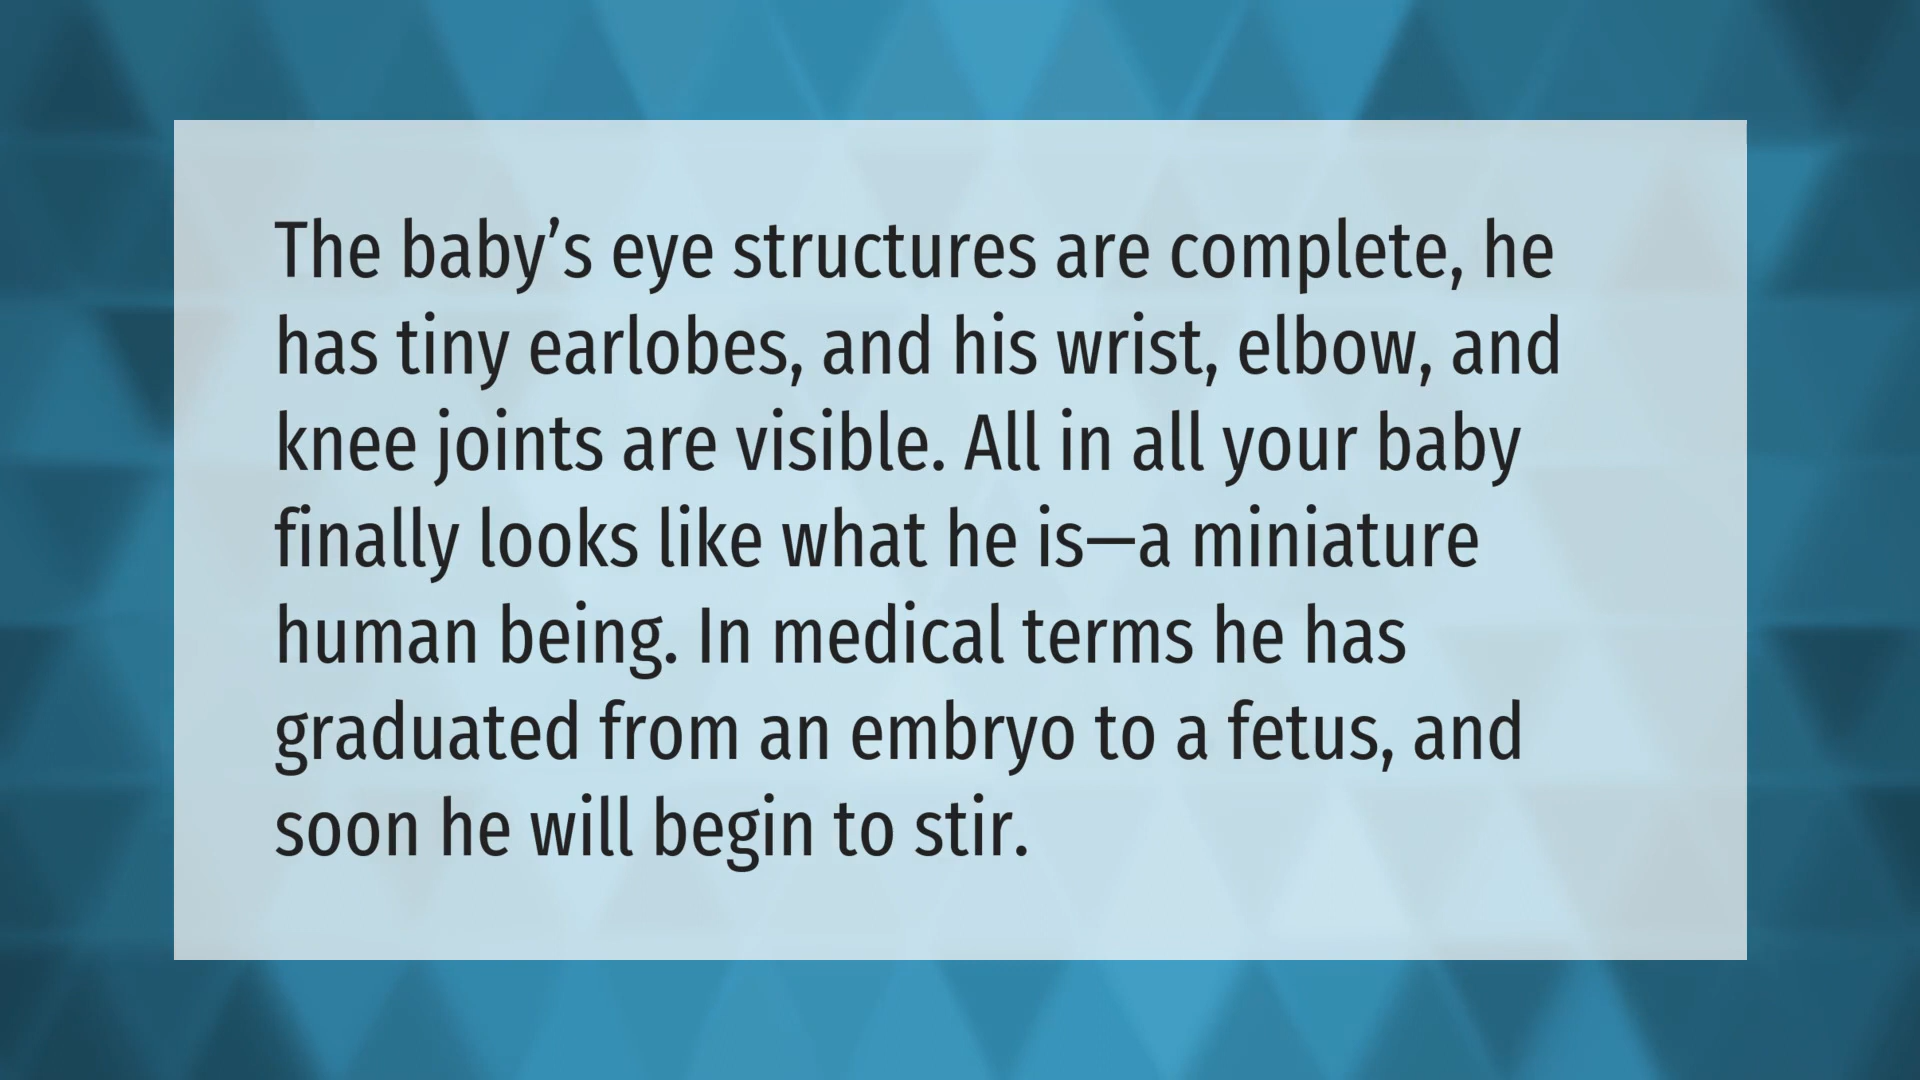 The baby’s eye structures are complete, he
has tiny earlobes, and his wrist, elbow, and
knee joints are visible. All in all your baby
finally looks like what he is—a miniature
human being. In medical terms he has
graduated from an embryo to a fetus, and
soon he will begin to stir.